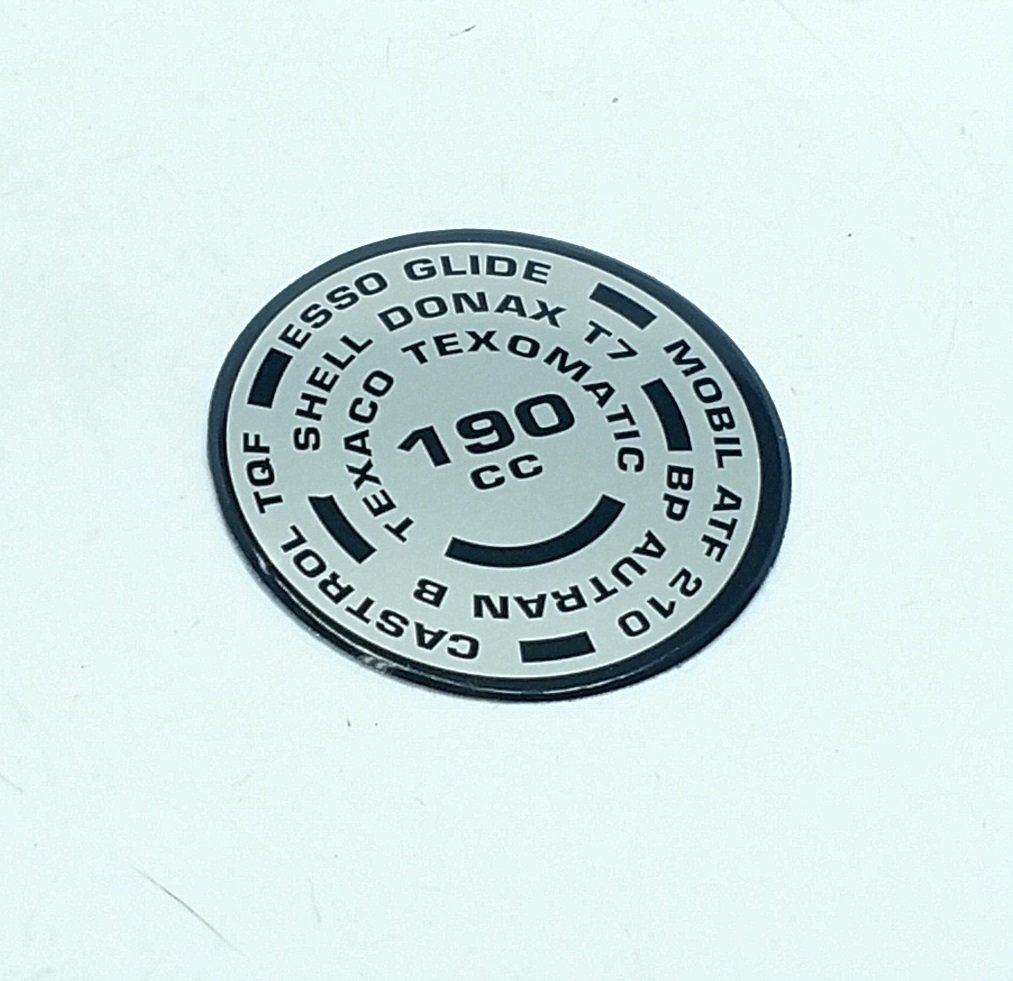 ESSO GLIDE
MOBIL ATF 210
CASTROL TQF
SHELL DONAX T7
BP AUTRAN B
TEXACO TEXOMATIC
190
CC